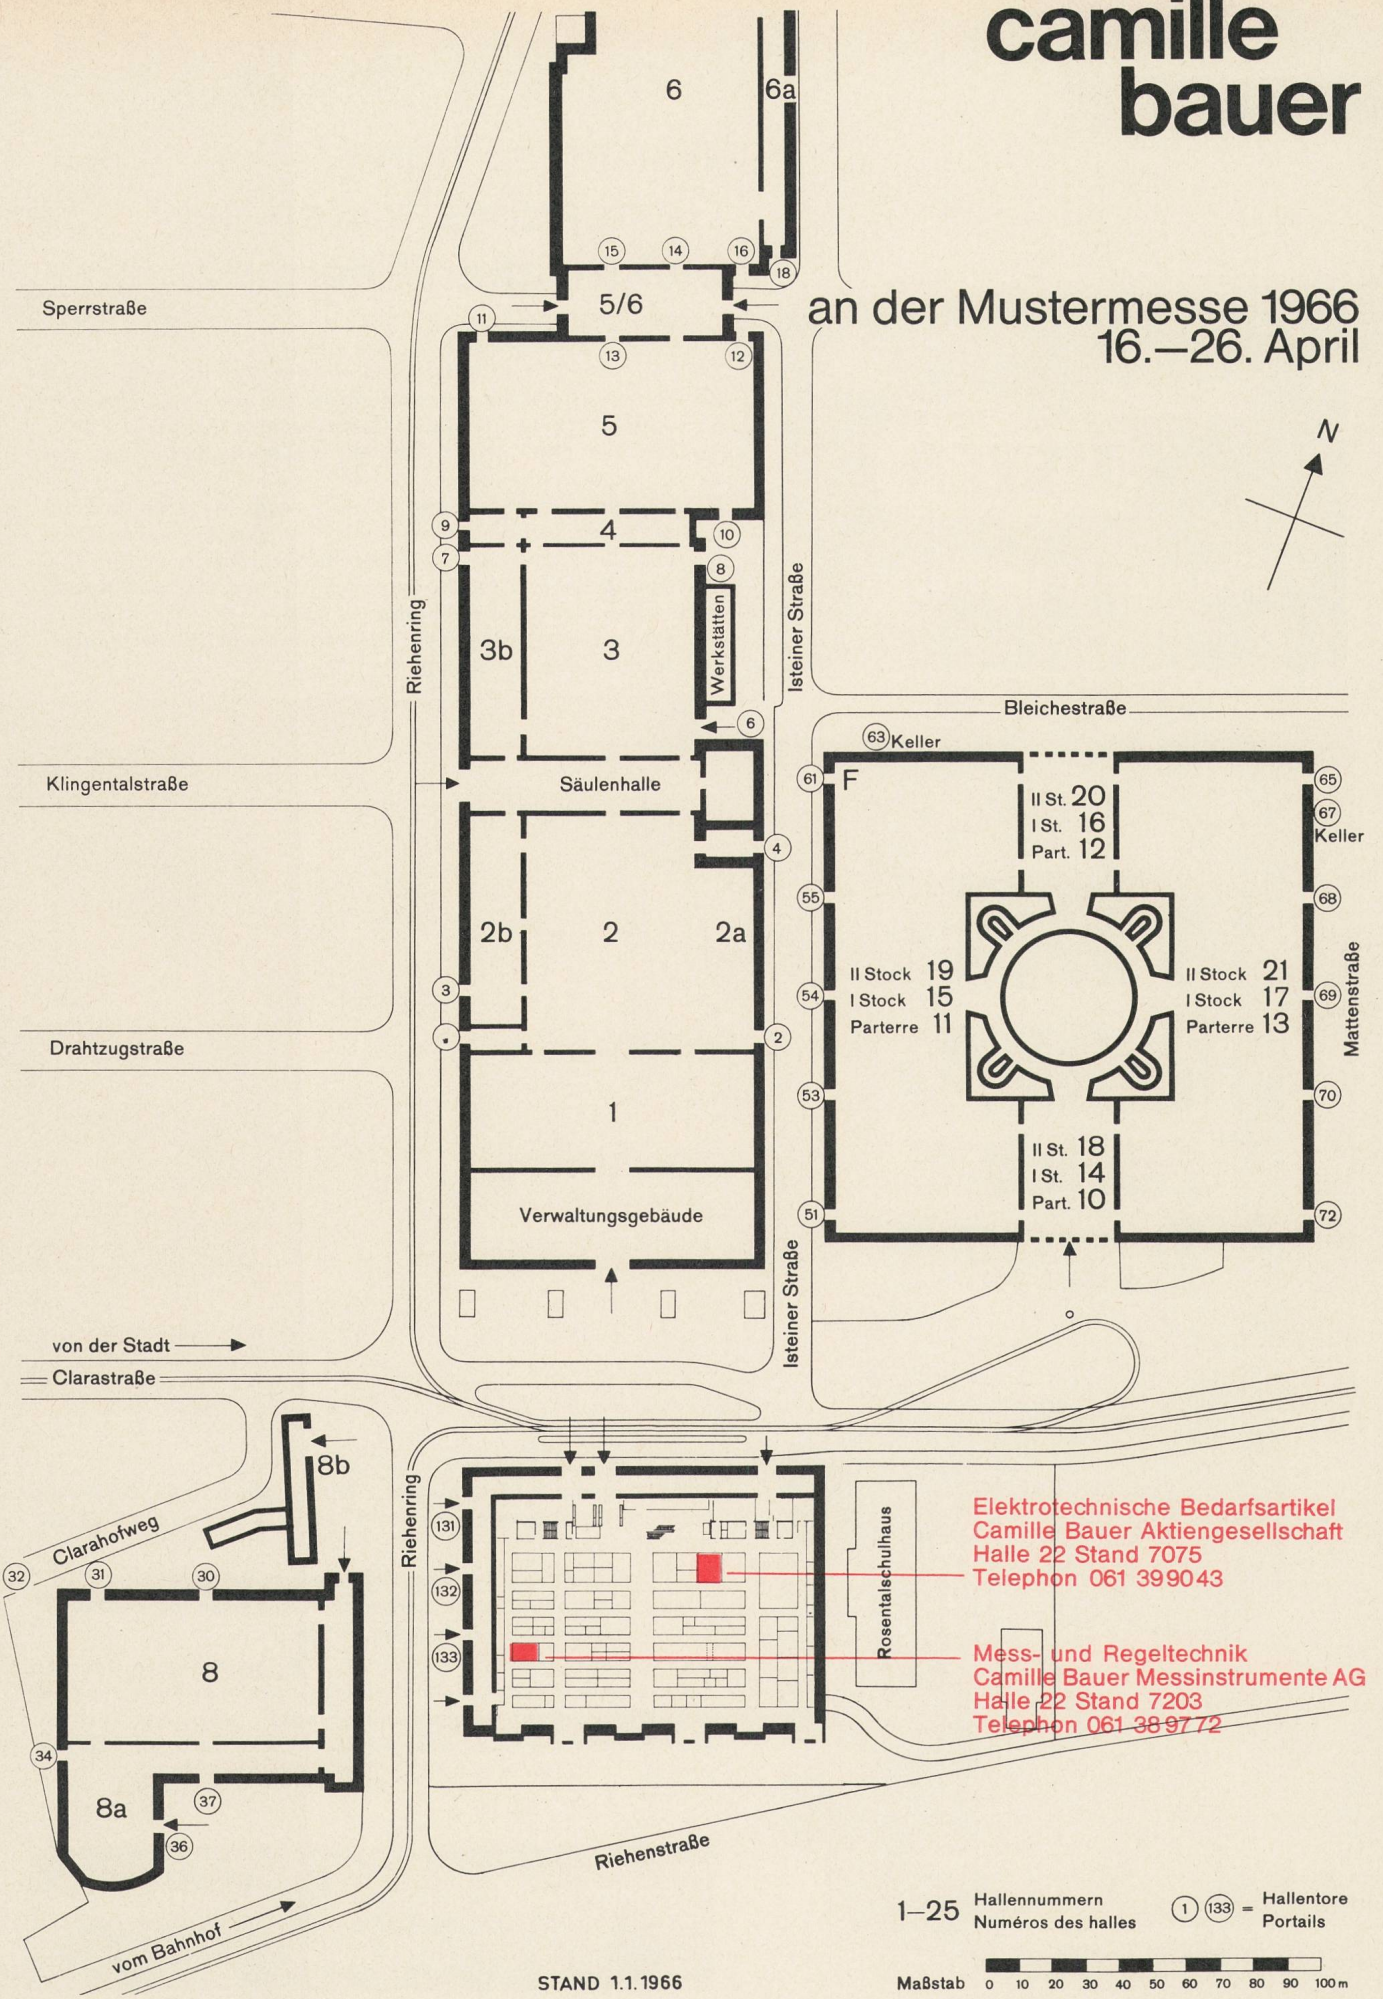 camille
bauer
6
6a
15
14
16
18
an der Mustermesse 1966
16.–26. April
Sperrstraße
5/6
11
13
12
5
N
9
4
10
7
8
Riehenring
3b
3
Werkstätten
Isteiner Straße
Bleichestraße
6
63 Keller
Klingentalstraße
Säulenhalle
61
F
65
II St. 20
I St. 16
Part. 12
67
Keller
4
55
68
2b
2
2a
II Stock 19
I Stock 15
Parterre 11
II Stock 21
I Stock 17
Parterre 13
Mattenstraße
3
54
69
Drahtzugstraße
2
53
70
1
II St. 18
I St. 14
Part. 10
Verwaltungsgebäude
51
72
Isteiner Straße
von der Stadt
Clarastraße
8b
Clarahofweg
Riehenring
131
132
133
Rosentalschulhaus
Elektrotechnische Bedarfsartikel
Camille Bauer Aktiengesellschaft
Halle 22 Stand 7075
Telephon 061 399043
Mess- und Regeltechnik
Camille Bauer Messinstrumente AG
Halle 22 Stand 7203
Telephon 061 389772
32
31
30
8
34
8a
37
36
Riehenstraße
vom Bahnhof
1–25 Hallennummern
Numéros des halles
1 133 = Hallentore
Portails
STAND 1.1.1966
Maßstab 0 10 20 30 40 50 60 70 80 90 100 m